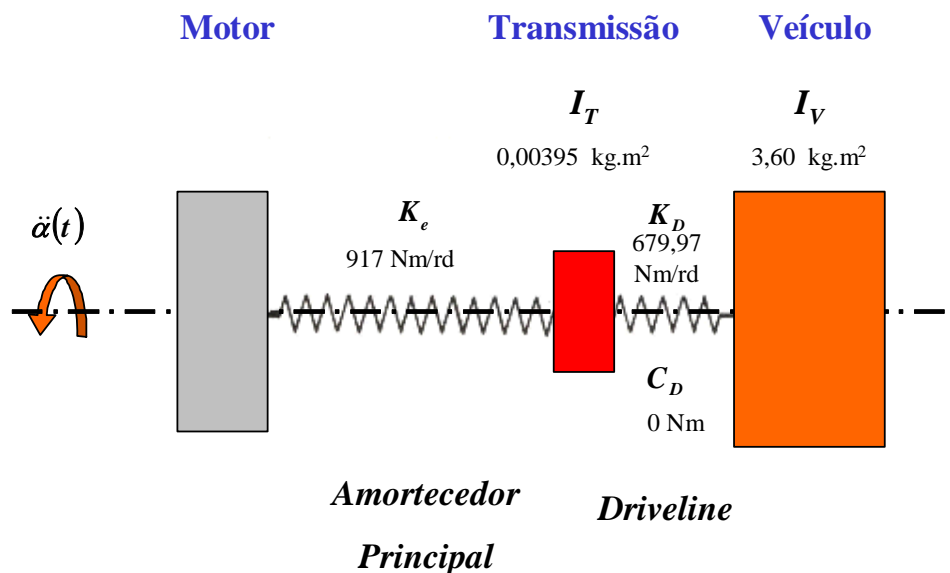 Motor
Transmissão
Veículo
I_T
I_V
0,00395 kg.m²
3,60 kg.m²
α̈(t)
K_e
917 Nm/rd
K_D
679,97
Nm/rd
C_D
0 Nm
Amortecedor
Principal
Driveline